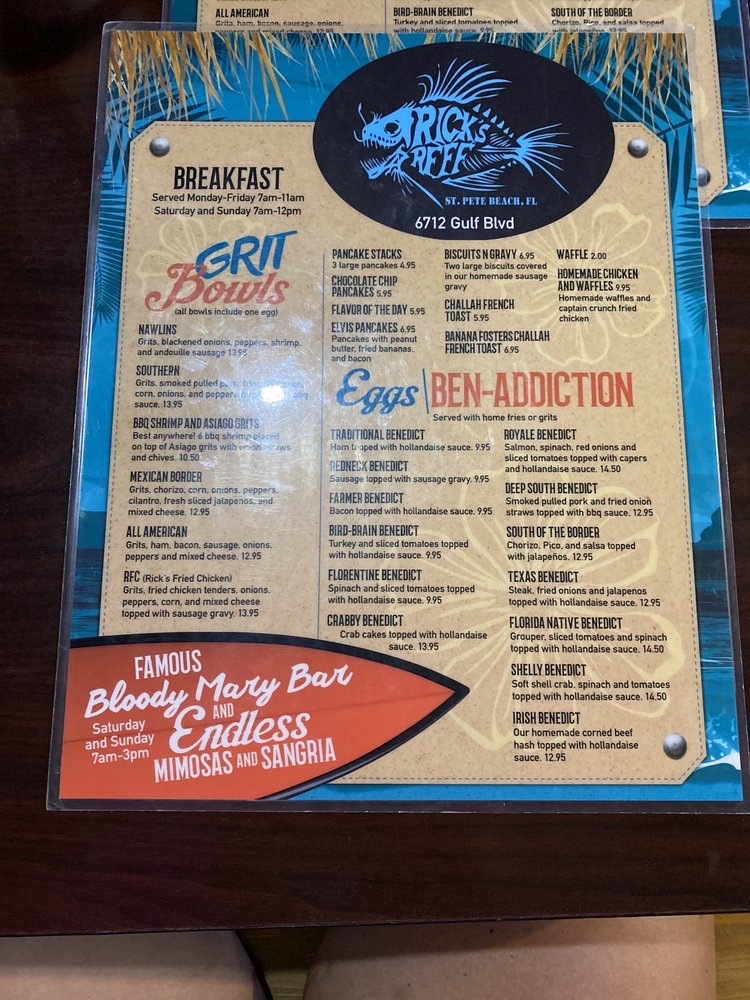 ALL AMERICAN
Grits, ham, bacon, sausage, onions,
and mixed cheese. 12.95
BIRD-BRAIN BENEDICT
Turkey and sliced tomatoes topped
with hollandaise sauce. 9.95
SOUTH OF THE BORDER
Chorizo, Pico, and salsa topped
with jalapeños. 12.95
RICK'S
REEF
ST. PETE BEACH, FL
6712 Gulf Blvd
BREAKFAST
Served Monday-Friday 7am-11am
Saturday and Sunday 7am-12pm
GRIT
Bowls
(all bowls include one egg)
NAWLINS
Grits, blackened onions, peppers, shrimp,
and andouille sausage 13.95
SOUTHERN
Grits, smoked pulled pork,
corn, onions, and peppers
sauce. 13.95
BBQ SHRIMP AND ASIAGO GRITS
Best anywhere! 6 bbq shrimp placed
on top of Asiago grits with onion straws
and chives. 10.50
MEXICAN BORDER
Grits, chorizo, corn, onions, peppers,
cilantro, fresh sliced jalapenos, and
mixed cheese. 12.95
ALL AMERICAN
Grits, ham, bacon, sausage, onions,
peppers and mixed cheese. 12.95
RFC (Rick's Fried Chicken)
Grits, fried chicken tenders, onions,
peppers, corn, and mixed cheese
topped with sausage gravy. 13.95
PANCAKE STACKS
3 large pancakes 4.95
CHOCOLATE CHIP
PANCAKES 5.95
FLAVOR OF THE DAY 5.95
ELVIS PANCAKES 6.95
Pancakes with peanut
butter, fried bananas,
and bacon
BISCUITS N GRAVY 6.95
Two large biscuits covered
in our homemade sausage
gravy
CHALLAH FRENCH
TOAST 5.95
BANANA FOSTERS CHALLAH
FRENCH TOAST 6.95
WAFFLE 2.00
HOMEMADE CHICKEN
AND WAFFLES 9.95
Homemade waffles and
captain crunch fried
chicken
Eggs BEN-ADDICTION
Served with home fries or grits
TRADITIONAL BENEDICT
Ham topped with hollandaise sauce. 9.95
REDNECK BENEDICT
Sausage topped with sausage gravy. 9.95
FARMER BENEDICT
Bacon topped with hollandaise sauce. 9.95
BIRD-BRAIN BENEDICT
Turkey and sliced tomatoes topped
with hollandaise sauce. 9.95
FLORENTINE BENEDICT
Spinach and sliced tomatoes topped
with hollandaise sauce. 9.95
CRABBY BENEDICT
Crab cakes topped with hollandaise
sauce. 13.95
ROYALE BENEDICT
Salmon, spinach, red onions and
sliced tomatoes topped with capers
and hollandaise sauce. 14.50
DEEP SOUTH BENEDICT
Smoked pulled pork and fried onion
straws topped with bbq sauce. 12.95
SOUTH OF THE BORDER
Chorizo, Pico, and salsa topped
with jalapeños. 12.95
TEXAS BENEDICT
Steak, fried onions and jalapenos
topped with hollandaise sauce. 12.95
FLORIDA NATIVE BENEDICT
Grouper, sliced tomatoes and spinach
topped with hollandaise sauce. 14.50
SHELLY BENEDICT
Soft shell crab, spinach and tomatoes
topped with hollandaise sauce. 14.50
IRISH BENEDICT
Our homemade corned beef
hash topped with hollandaise
sauce. 12.95
FAMOUS
Bloody Mary Bar
AND
Endless
MIMOSAS AND SANGRIA
Saturday
and Sunday
7am-3pm